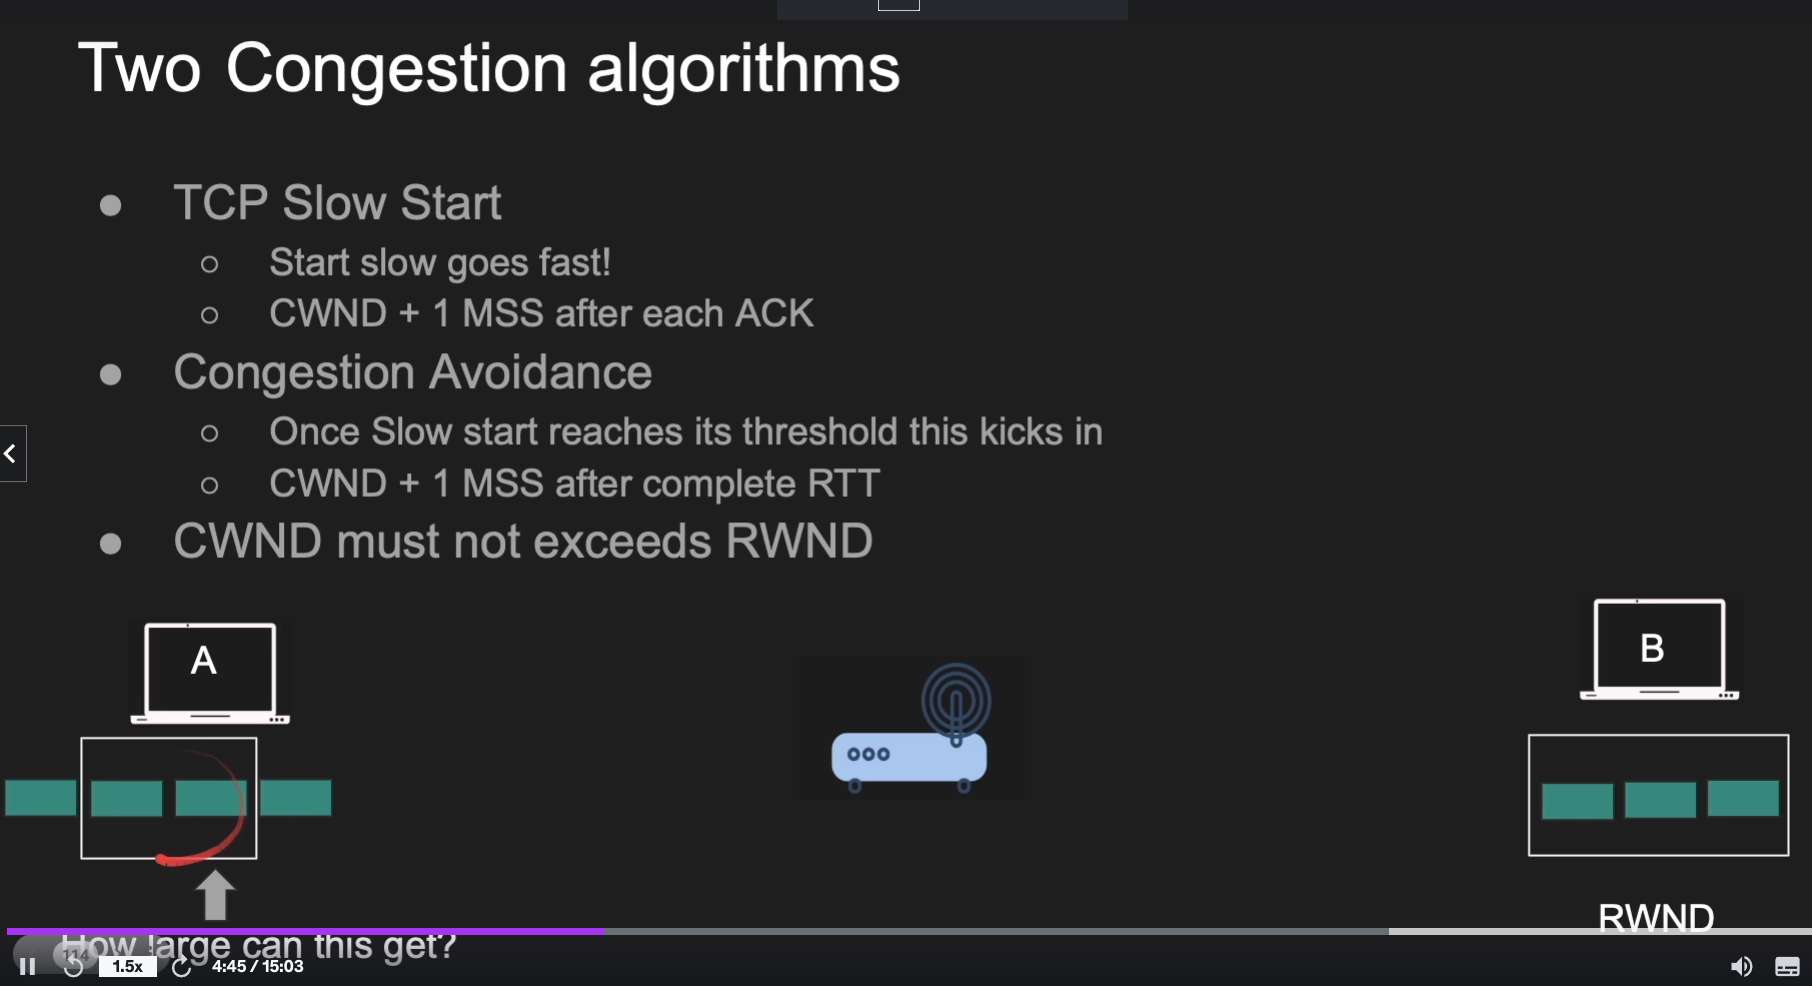 Two Congestion algorithms
TCP Slow Start
Start slow goes fast!
CWND + 1 MSS after each ACK
Congestion Avoidance
Once Slow start reaches its threshold this kicks in
CWND + 1 MSS after complete RTT
CWND must not exceeds RWND
A
B
RWND
How large can this get?
114
1.5x
4:45 / 15:03